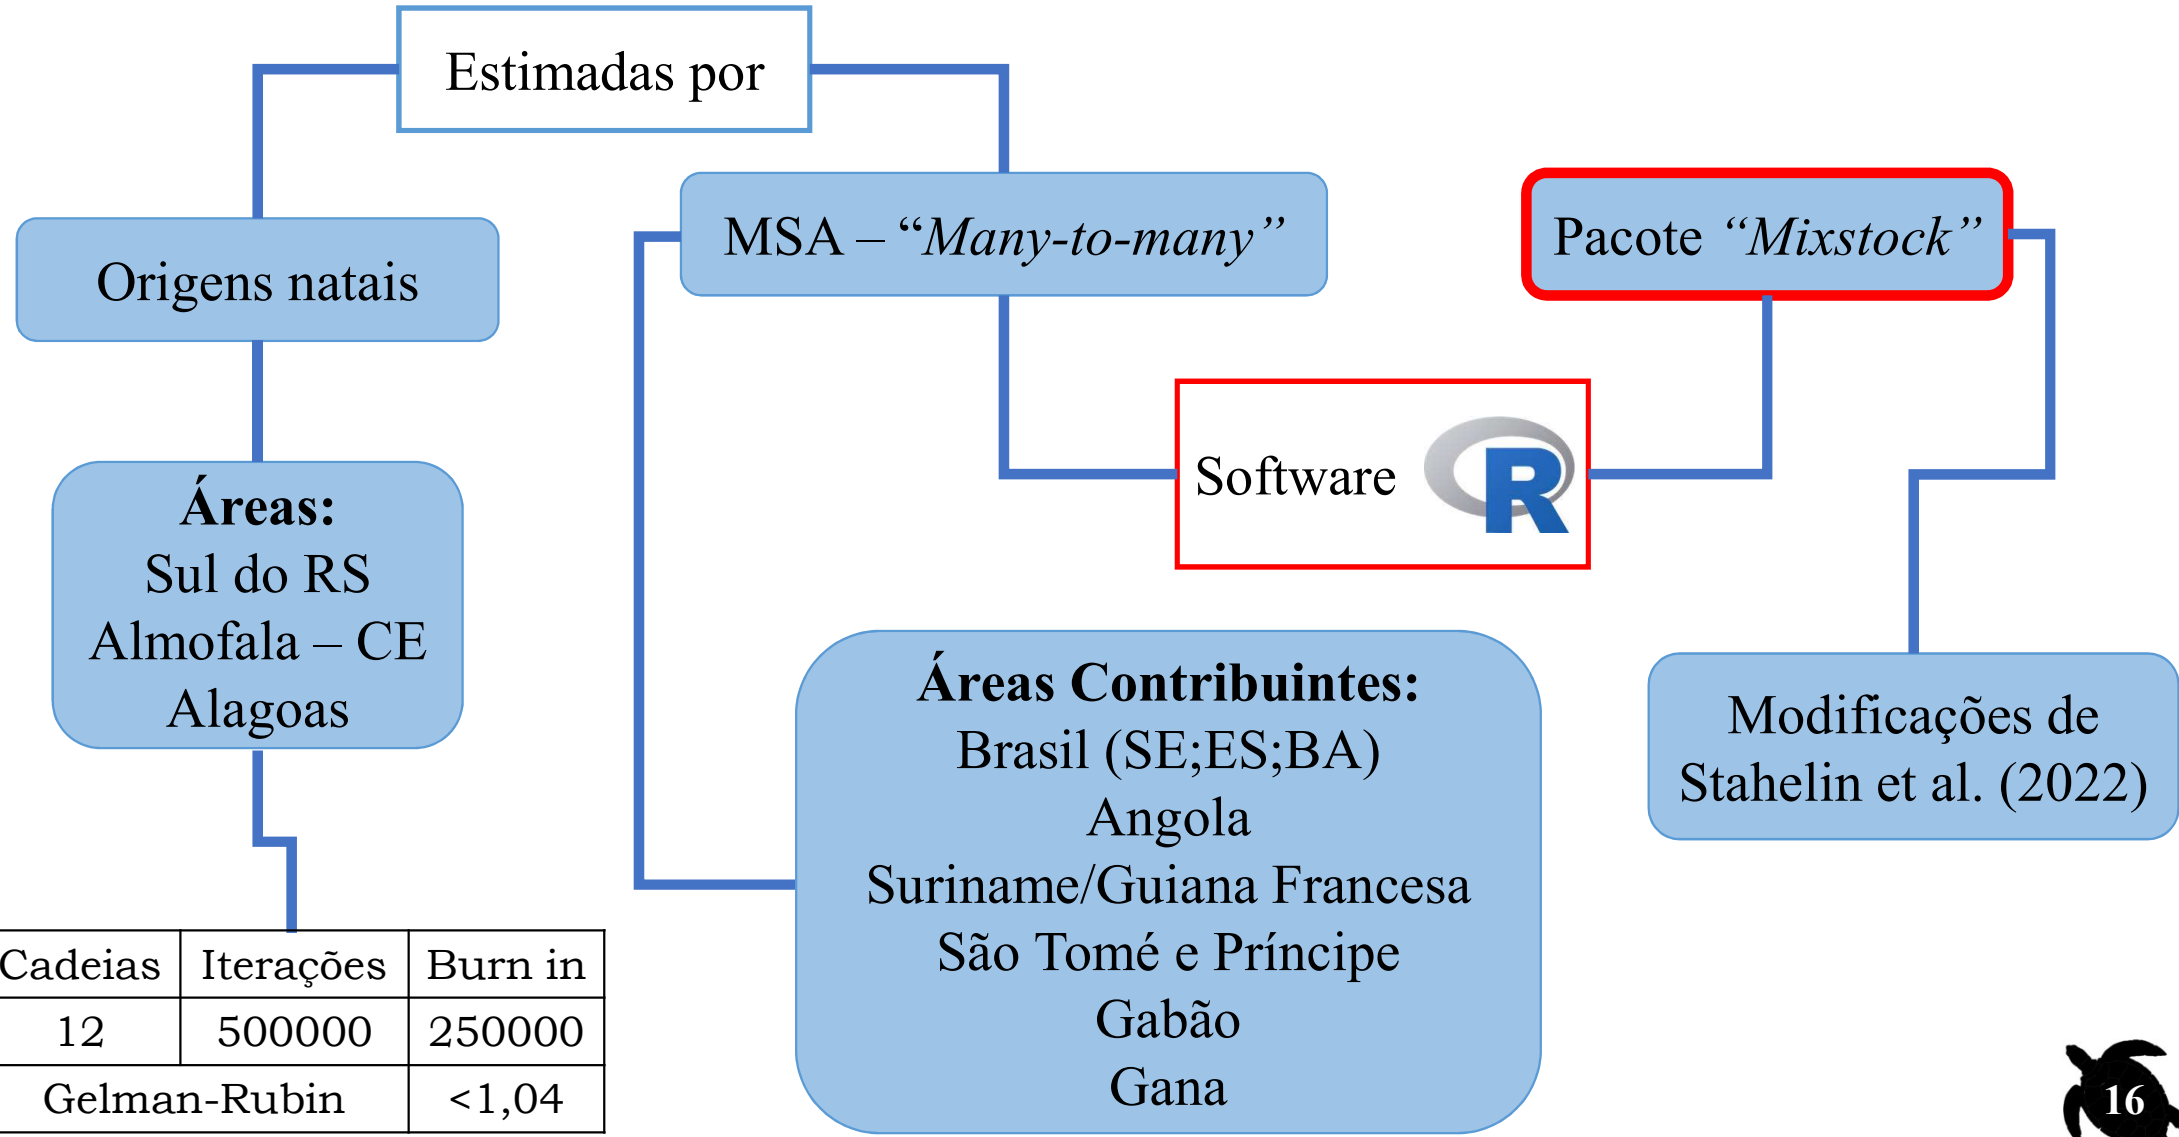 Estimadas por
Origens natais
MSA – “Many-to-many”
Pacote “Mixstock”
Software R
Áreas:
Sul do RS
Almofala – CE
Alagoas
Áreas Contribuintes:
Brasil (SE;ES;BA)
Angola
Suriname/Guiana Francesa
São Tomé e Príncipe
Gabão
Gana
Modificações de
Stahelin et al. (2022)
Cadeias Iterações Burn in
12 500000 250000
Gelman-Rubin <1,04
16